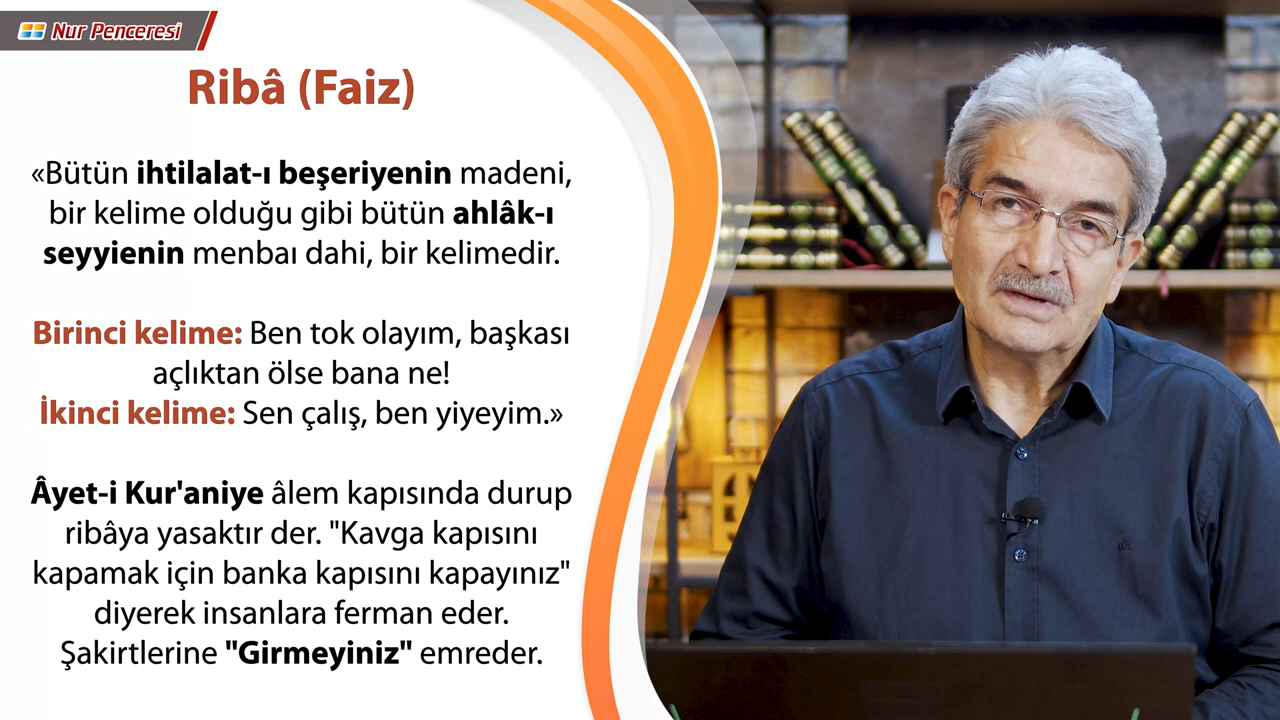 Nur Penceresi
Ribâ (Faiz)
«Bütün ihtilalat-ı beşeriyenin madeni,
bir kelime olduğu gibi bütün ahlâk-ı
seyyienin menbaı dahi, bir kelimedir.
Birinci kelime: Ben tok olayım, başkası
açlıktan ölse bana ne!
İkinci kelime: Sen çalış, ben yiyeyim.»
Âyet-i Kur'aniye âlem kapısında durup
ribâya yasaktır der. "Kavga kapısını
kapamak için banka kapısını kapayınız"
diyerek insanlara ferman eder.
Şakirtlerine "Girmeyiniz" emreder.